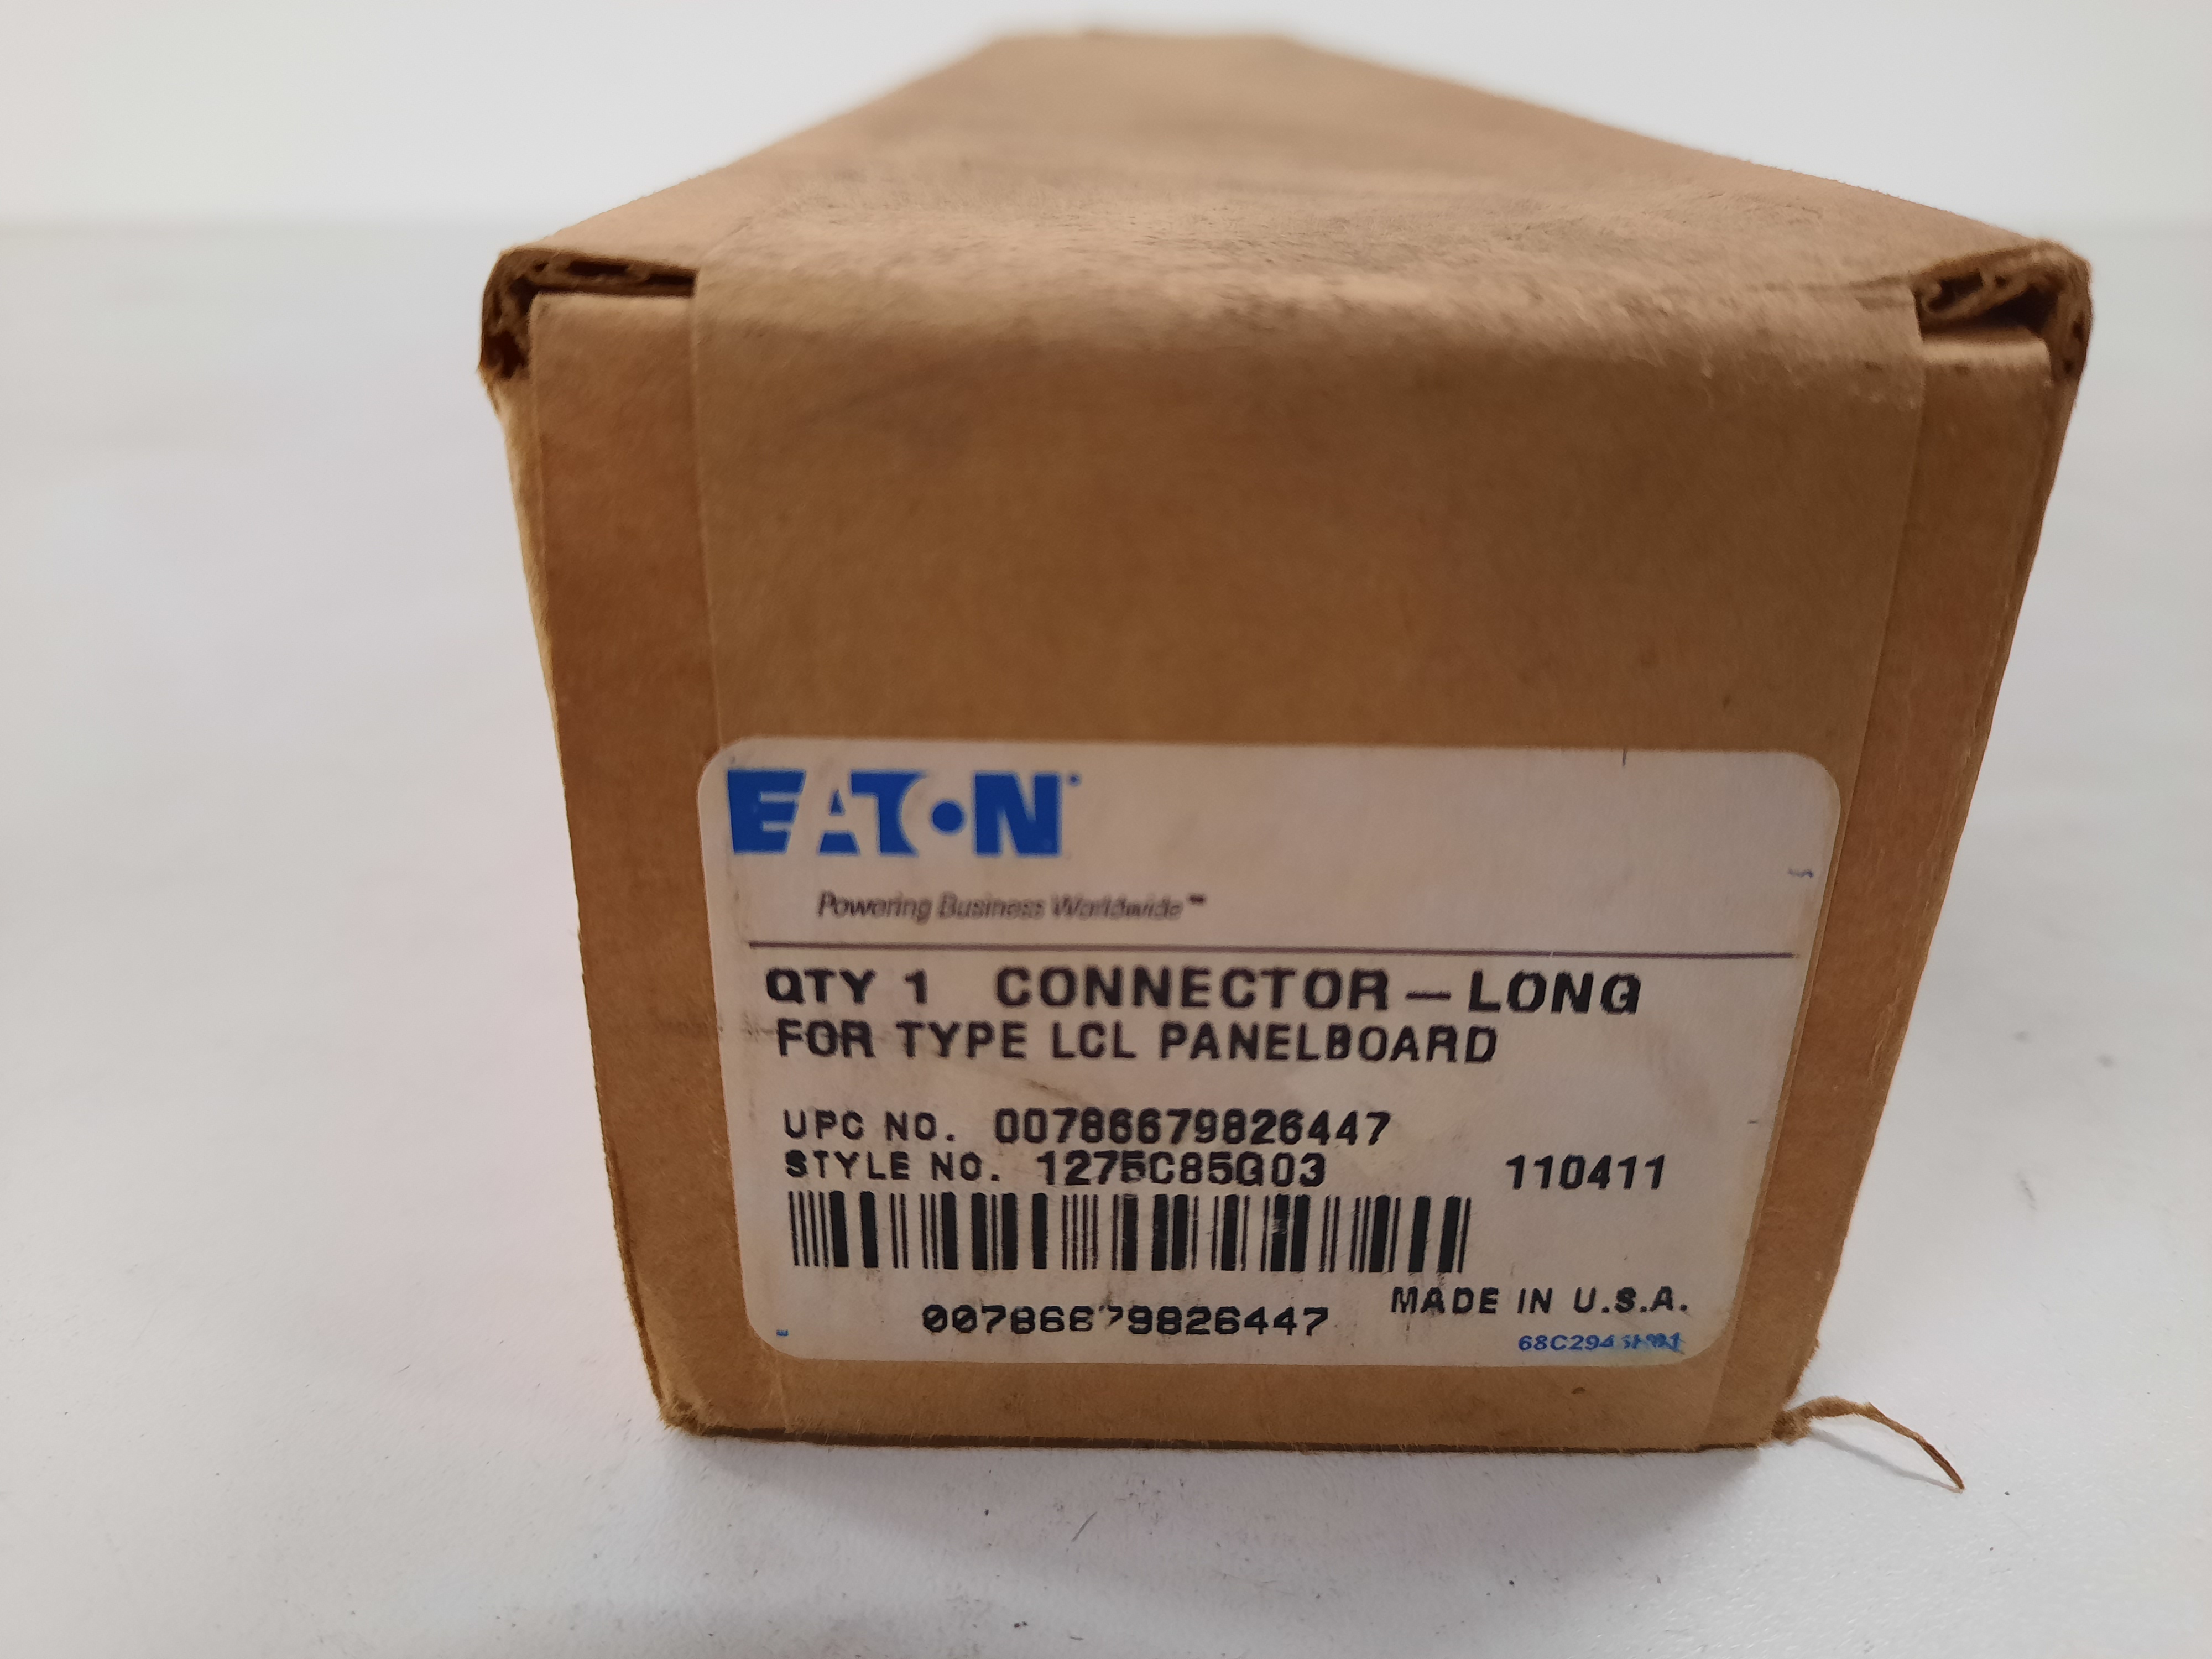 EATON
Powering Business Worldwide™
QTY 1 CONNECTOR - LONG
FOR TYPE LCL PANELBOARD
UPC NO. 00786679826447
STYLE NO. 1275C85G03 110411
00786679826447
MADE IN U.S.A.